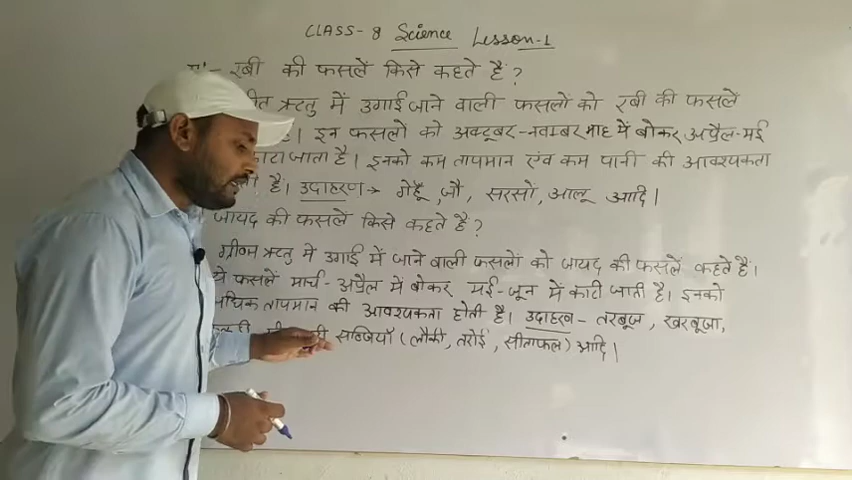 CLASS-8 Science Lesson-1
रबी की फसलें किसे कहते हैं?
ऋतु में उगाई जाने वाली फसलों को रबी की फसलें
है। इन फसलों को अक्टूबर-नवम्बर माह में बोकर अप्रैल-मई
काटा जाता है। इनको कम तापमान एंव कम पानी की आवश्यकता
है। उदाहरण → गेहूँ, जौ, सरसो, आलू आदि।
जायद की फसलें किसे कहते है?
ग्रीष्म ऋतु में उगाई में जाने वाली फसलों को जायद की फसलें कहते हैं।
ये फसलें मार्च-अप्रैल में बोकर मई-जून में काटी जाती है। इनको
अधिक तापमान की आवश्यकता होती है। उदाहरण- तरबूज, खरबूजा,
सब्जियाँ (लौकी, तरोई, सीताफल) आदि।